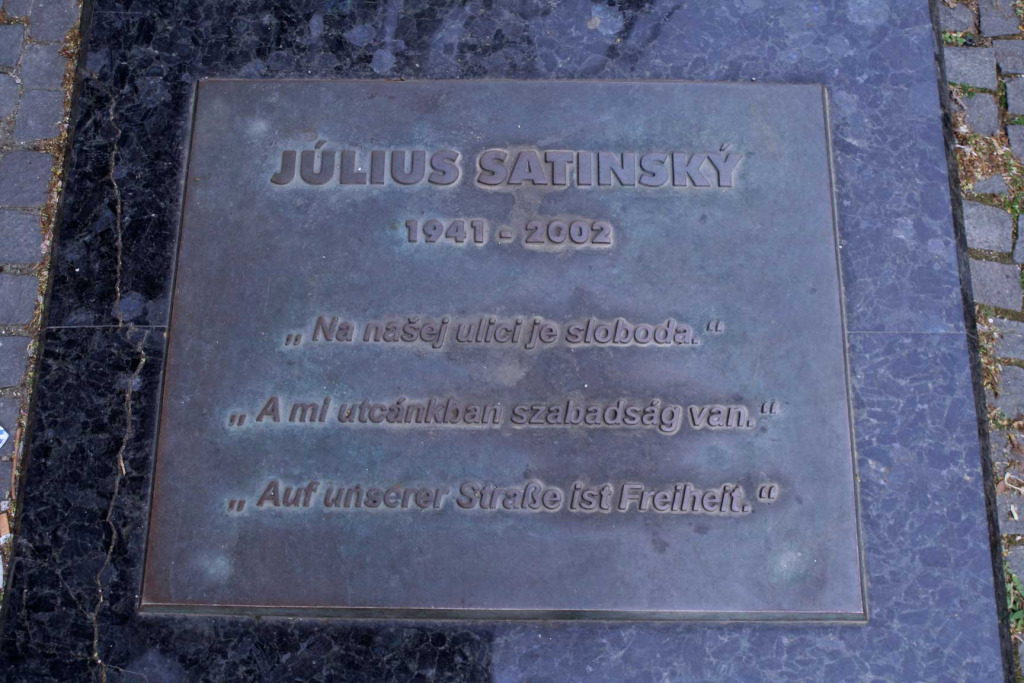 JÚLIUS SATINSKÝ
1941 - 2002
„ Na našej ulici je sloboda.“
„ A mi utcánkban szabadság van.“
„ Auf unserer Straße ist Freiheit.“